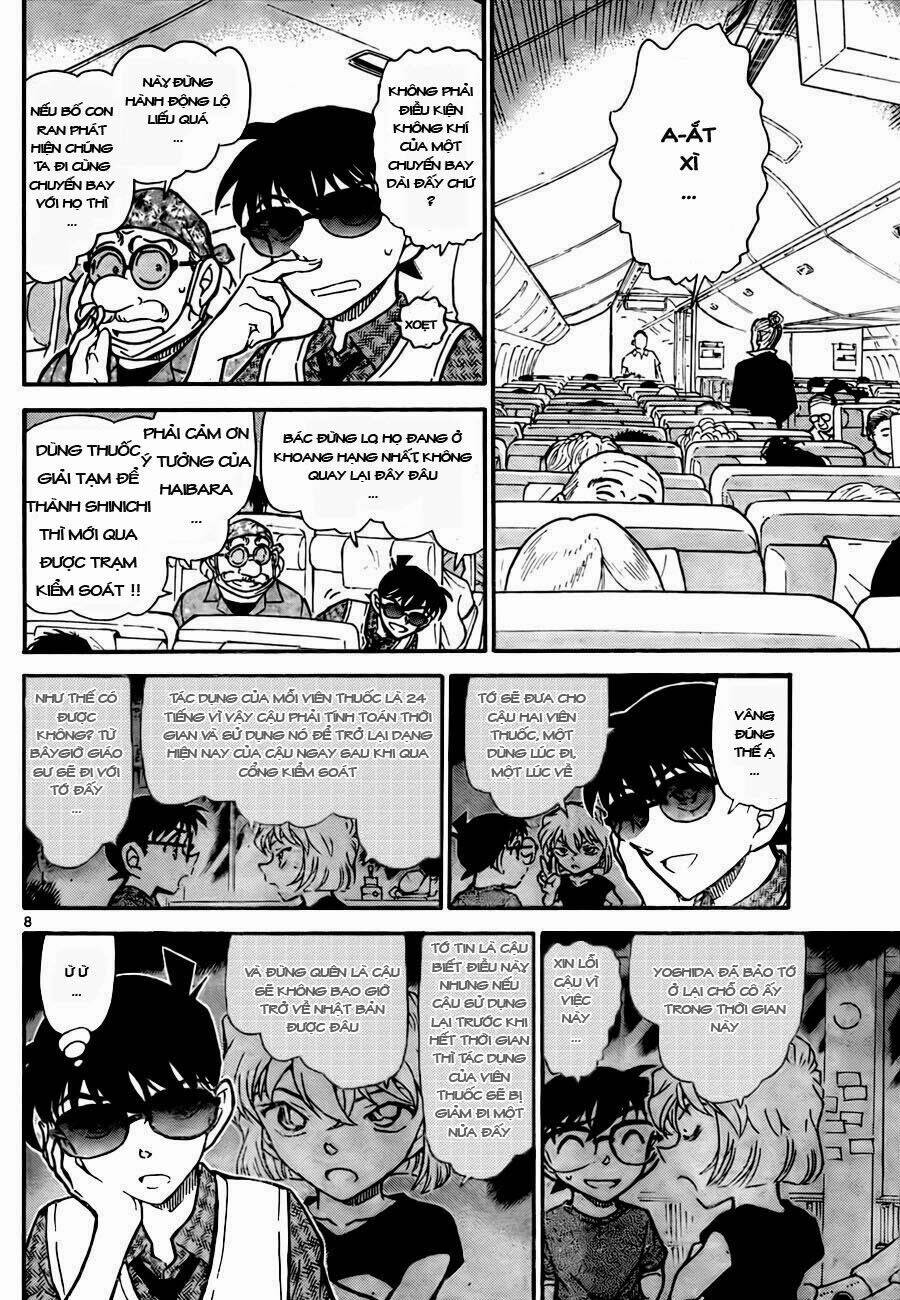 A-ẮT
XÌ
...
KHÔNG PHẢI
ĐIỀU KIỆN
KHÔNG KHÍ
CỦA MỘT
CHUYẾN BAY
DÀI ĐẤY CHỨ
?
XOẸT
NÀY, ĐỪNG
HÀNH ĐỘNG LỘ
LIỄU QUÁ
...
NẾU BỐ CON
RAN PHÁT
HIỆN CHÚNG
TA ĐI CÙNG
CHUYẾN BAY
VỚI HỌ THÌ
...
BÁC ĐỪNG LO, HỌ ĐANG Ở
KHOANG HẠNG NHẤT, KHÔNG
QUAY LẠI ĐÂY ĐÂU
...
PHẢI CẢM ƠN
Ý TƯỞNG CỦA
HAIBARA
...
DÙNG THUỐC
GIẢI TẠM ĐỂ
THÀNH SHINICHI
THÌ MỚI QUA
ĐƯỢC TRẠM
KIỂM SOÁT !!
VÂNG,
ĐÚNG
THẾ Ạ
...
TỚ SẼ ĐƯA CHO
CẬU HAI VIÊN
THUỐC, MỘT
DÙNG LÚC ĐI,
MỘT LÚC VỀ
TÁC DỤNG CỦA MỖI VIÊN THUỐC LÀ 24
TIẾNG VÌ VẬY CẬU PHẢI TÍNH TOÁN THỜI
GIAN VÀ SỬ DỤNG NÓ ĐỂ TRỞ LẠI DẠNG
HIỆN NAY CỦA CẬU NGAY SAU KHI QUA
CỔNG KIỂM SOÁT
NHƯ THẾ CÓ
ĐƯỢC
KHÔNG? TỪ
BÂYGIỜ GIÁO
SƯ SẼ ĐI VỚI
TỚ ĐẤY
...
8
YOSHIDA ĐÃ BẢO TỚ
Ở LẠI CHỖ CÔ ẤY
TRONG THỜI GIAN
NÀY
XIN LỖI
CẬU VÌ
VIỆC
NÀY
...
TỚ TIN LÀ CẬU
BIẾT ĐIỀU NÀY
NHƯNG NẾU
CẬU SỬ DỤNG
LẠI TRƯỚC KHI
HẾT THỜI GIAN
THÌ TÁC DỤNG
CỦA VIÊN
THUỐC SẼ BỊ
GIẢM ĐI MỘT
NỬA ĐẤY
VÀ ĐỪNG QUÊN LÀ CẬU
SẼ KHÔNG BAO GIỜ
TRỞ VỀ NHẬT BẢN
ĐƯỢC ĐÂU
Ừ Ừ
...